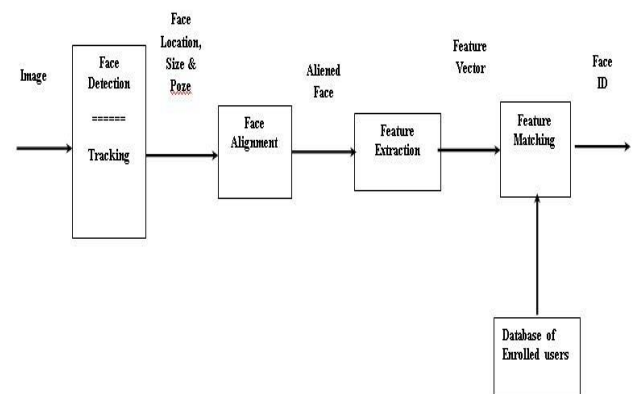 Image
Face
Detection
======
Tracking
Face
Location,
Size &
Poze
Face
Alignment
Aliened
Face
Feature
Extraction
Feature
Vector
Feature
Matching
Face
ID
Database of
Enrolled users